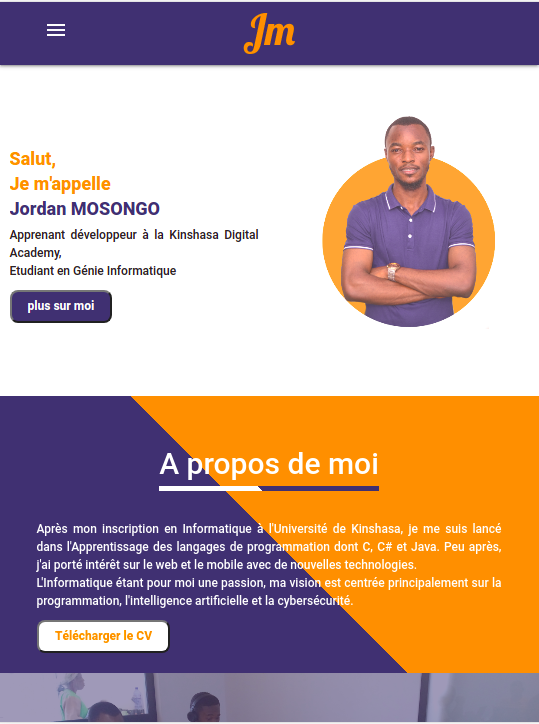 Jm
Salut,
Je m'appelle
Jordan MOSONGO
Apprenant développeur à la Kinshasa Digital
Academy,
Etudiant en Génie Informatique
plus sur moi
A propos de moi
Après mon inscription en Informatique à l'Université de Kinshasa, je me suis lancé
dans l'Apprentissage des langages de programmation dont C, C# et Java. Peu après,
j'ai porté intérêt sur le web et le mobile avec de nouvelles technologies.
L'Informatique étant pour moi une passion, ma vision est centrée principalement sur la
programmation, l'intelligence artificielle et la cybersécurité.
Télécharger le CV